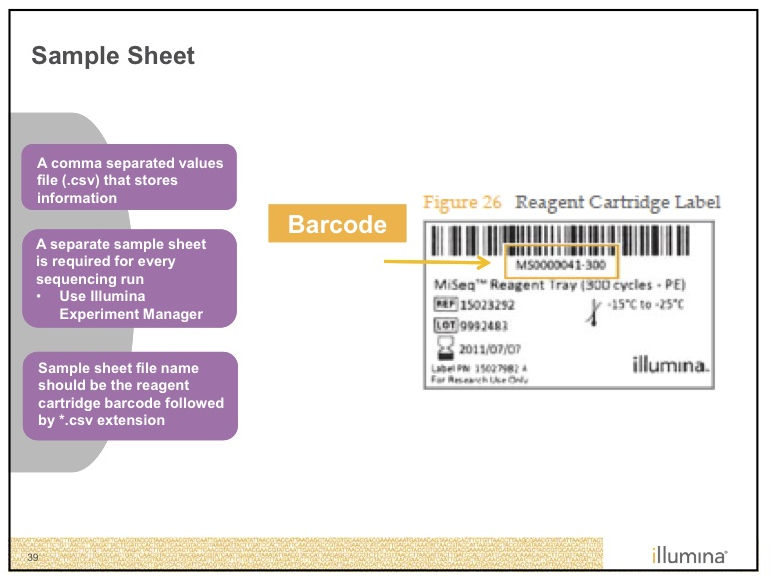 Sample Sheet
A comma separated values
file (.csv) that stores
information
A separate sample sheet
is required for every
sequencing run
• Use Illumina
Experiment Manager
Sample sheet file name
should be the reagent
cartridge barcode followed
by *.csv extension
Barcode
Figure 26 Reagent Cartridge Label
MS0000041-300
MiSeq™ Reagent Tray (300 cycles - PE)
REF 15023292
-15°C to -25°C
LOT 9992483
2011/07/07
Label PN 15027982 A
For Research Use Only
illumina.
39
illumina®